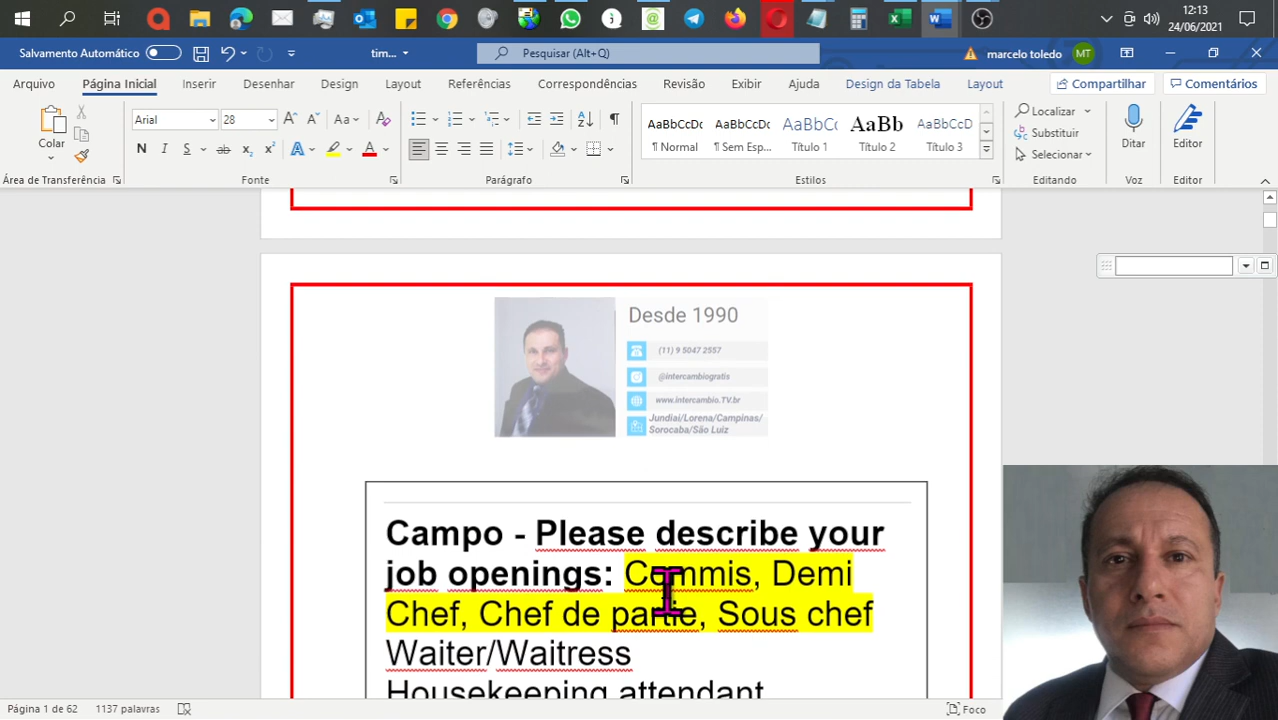 12:13
24/06/2021
Salvamento Automático
tim...
Pesquisar (Alt+Q)
marcelo toledo
MT
Arquivo
Página Inicial
Inserir
Desenhar
Design
Layout
Referências
Correspondências
Revisão
Exibir
Ajuda
Design da Tabela
Layout
Compartilhar
Comentários
Colar
Arial
28
AaBbCcDc
¶ Normal
AaBbCcDc
¶ Sem Esp...
AaBbCc
Título 1
AaBb
Título 2
AaBbCcD
Título 3
Localizar
Substituir
Selecionar
Ditar
Editor
Área de Transferência
Fonte
Parágrafo
Estilos
Editando
Voz
Editor
Desde 1990
(11) 9 5047 2557
@intercambiogratis
www.intercambio.TV.br
Jundiai/Lorena/Campinas/
Sorocaba/São Luiz
Campo - Please describe your
job openings: Commis, Demi
Chef, Chef de partie, Sous chef
Waiter/Waitress
Housekeeping attendant
Página 1 de 62
1137 palavras
Foco